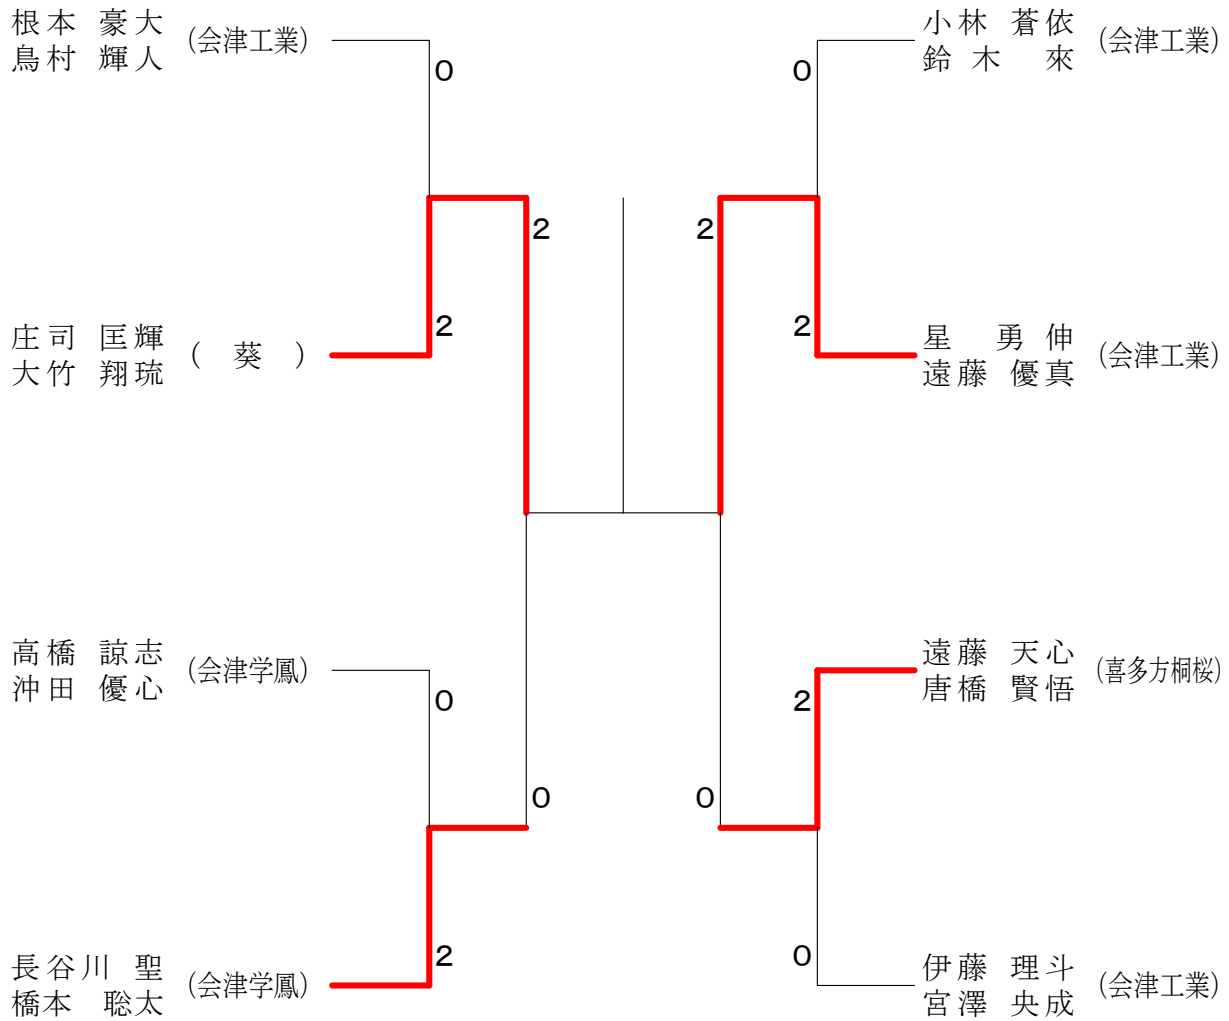 根本 豪大
鳥村 輝人
(会津工業)
0
庄司 匡輝
大竹 翔琉
( 葵 )
2
2
高橋 諒志
沖田 優心
(会津学鳳)
0
長谷川 聖
橋本 聡太
(会津学鳳)
2
0
小林 蒼依
鈴木 來
(会津工業)
0
星 勇伸
遠藤 優真
(会津工業)
2
2
遠藤 天心
唐橋 賢悟
(喜多方桐桜)
2
伊藤 理斗
宮澤 央成
(会津工業)
0
0